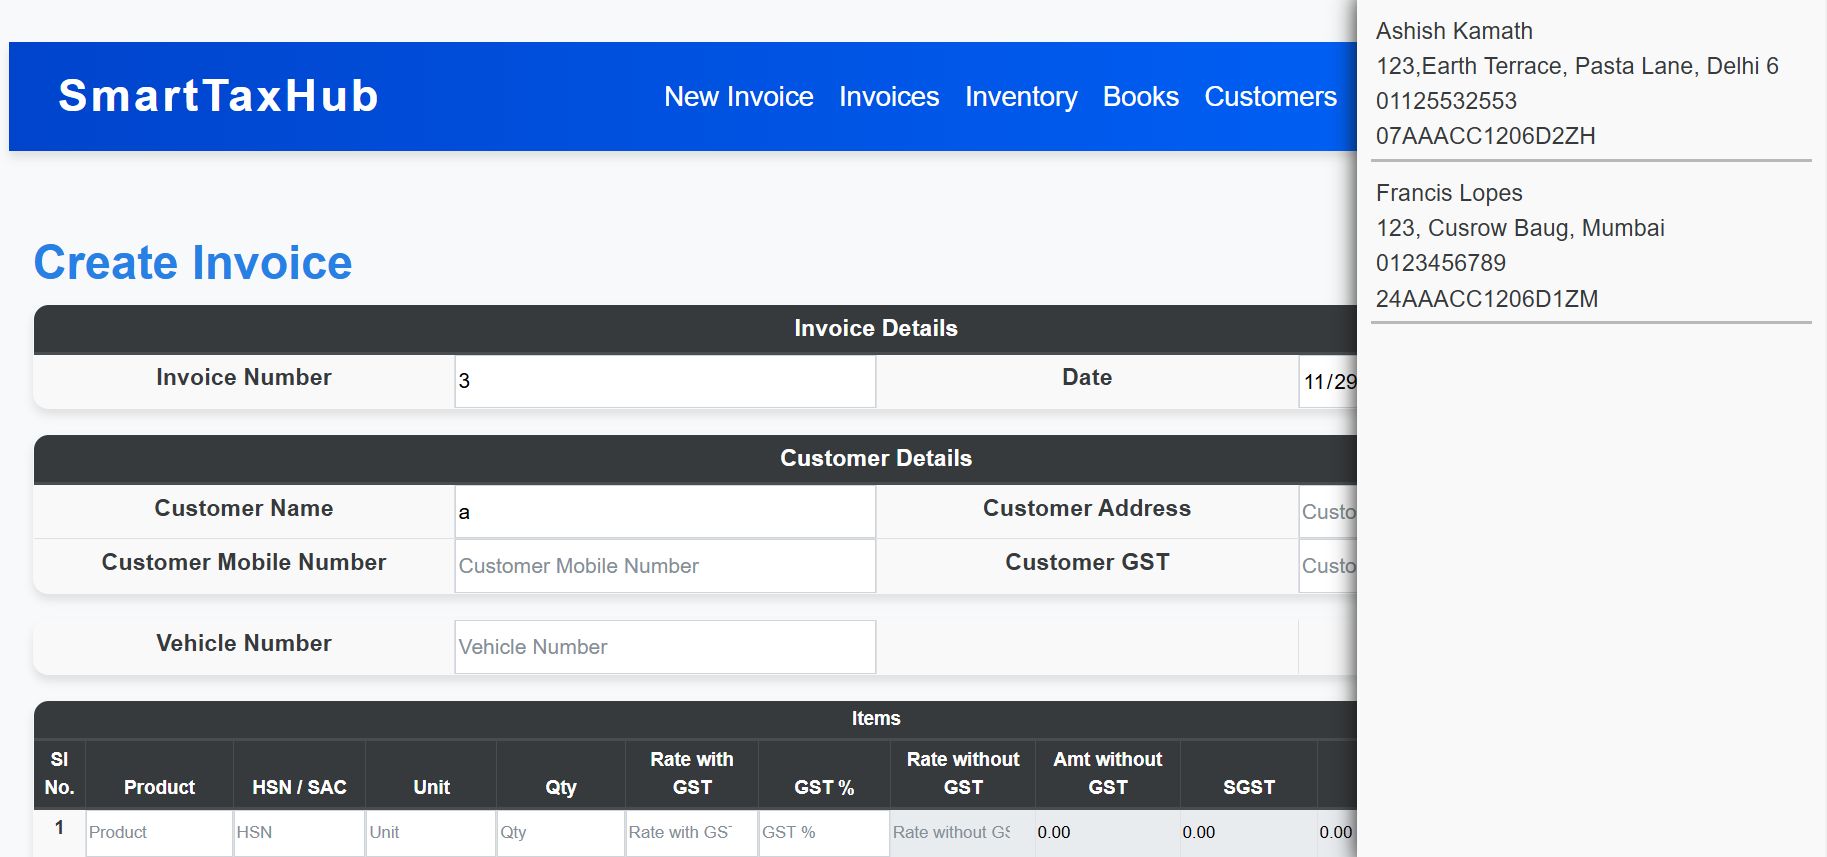 SmartTaxHub
New Invoice Invoices Inventory Books Customers
Create Invoice
Invoice Details
Invoice Number 3 Date 11/29
Customer Details
Customer Name a Customer Address Custo
Customer Mobile Number Customer Mobile Number Customer GST Custo
Vehicle Number Vehicle Number
Items
Sl No. Product HSN / SAC Unit Qty Rate with GST GST % Rate without GST Amt without GST SGST
1 Product HSN Unit Qty Rate with GST GST % Rate without GS 0.00 0.00 0.00
Ashish Kamath
123,Earth Terrace, Pasta Lane, Delhi 6
01125532553
07AAACC1206D2ZH
Francis Lopes
123, Cusrow Baug, Mumbai
0123456789
24AAACC1206D1ZM